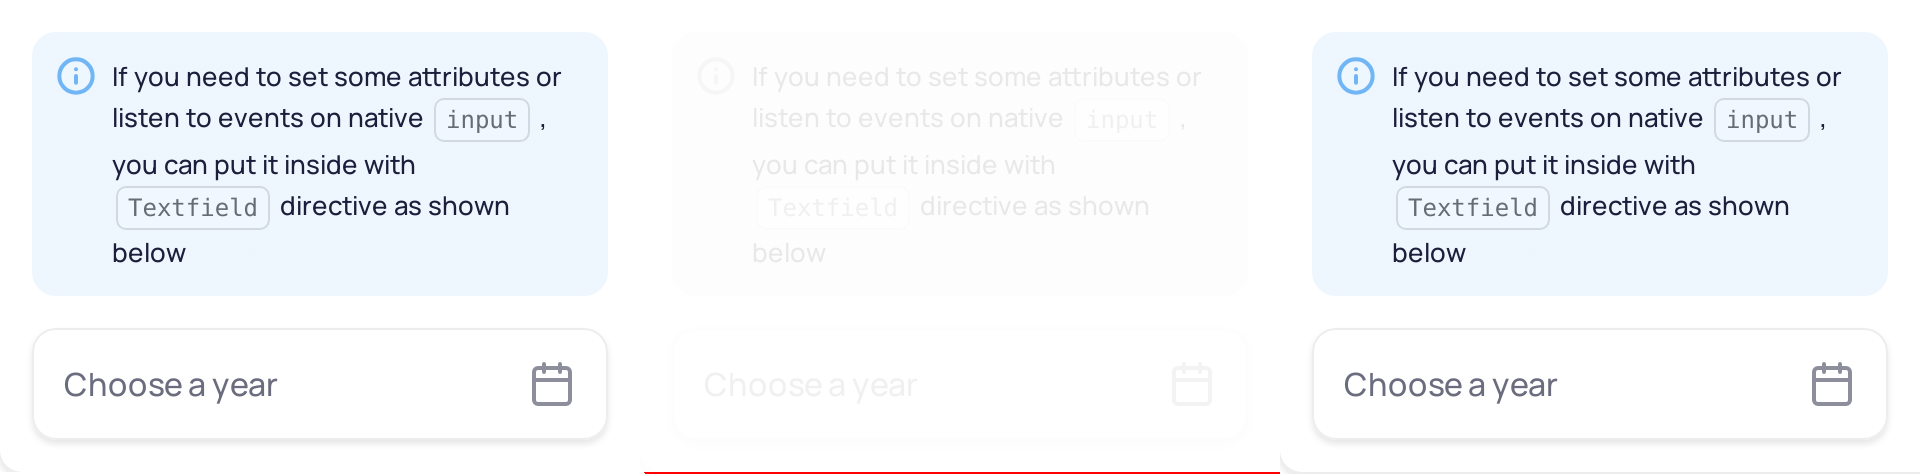 If you need to set some attributes or
listen to events on native input ,
you can put it inside with
Textfield directive as shown
below
Choose a year
If you need to set some attributes or
listen to events on native input ,
you can put it inside with
Textfield directive as shown
below
Choose a year
If you need to set some attributes or
listen to events on native input ,
you can put it inside with
Textfield directive as shown
below
Choose a year